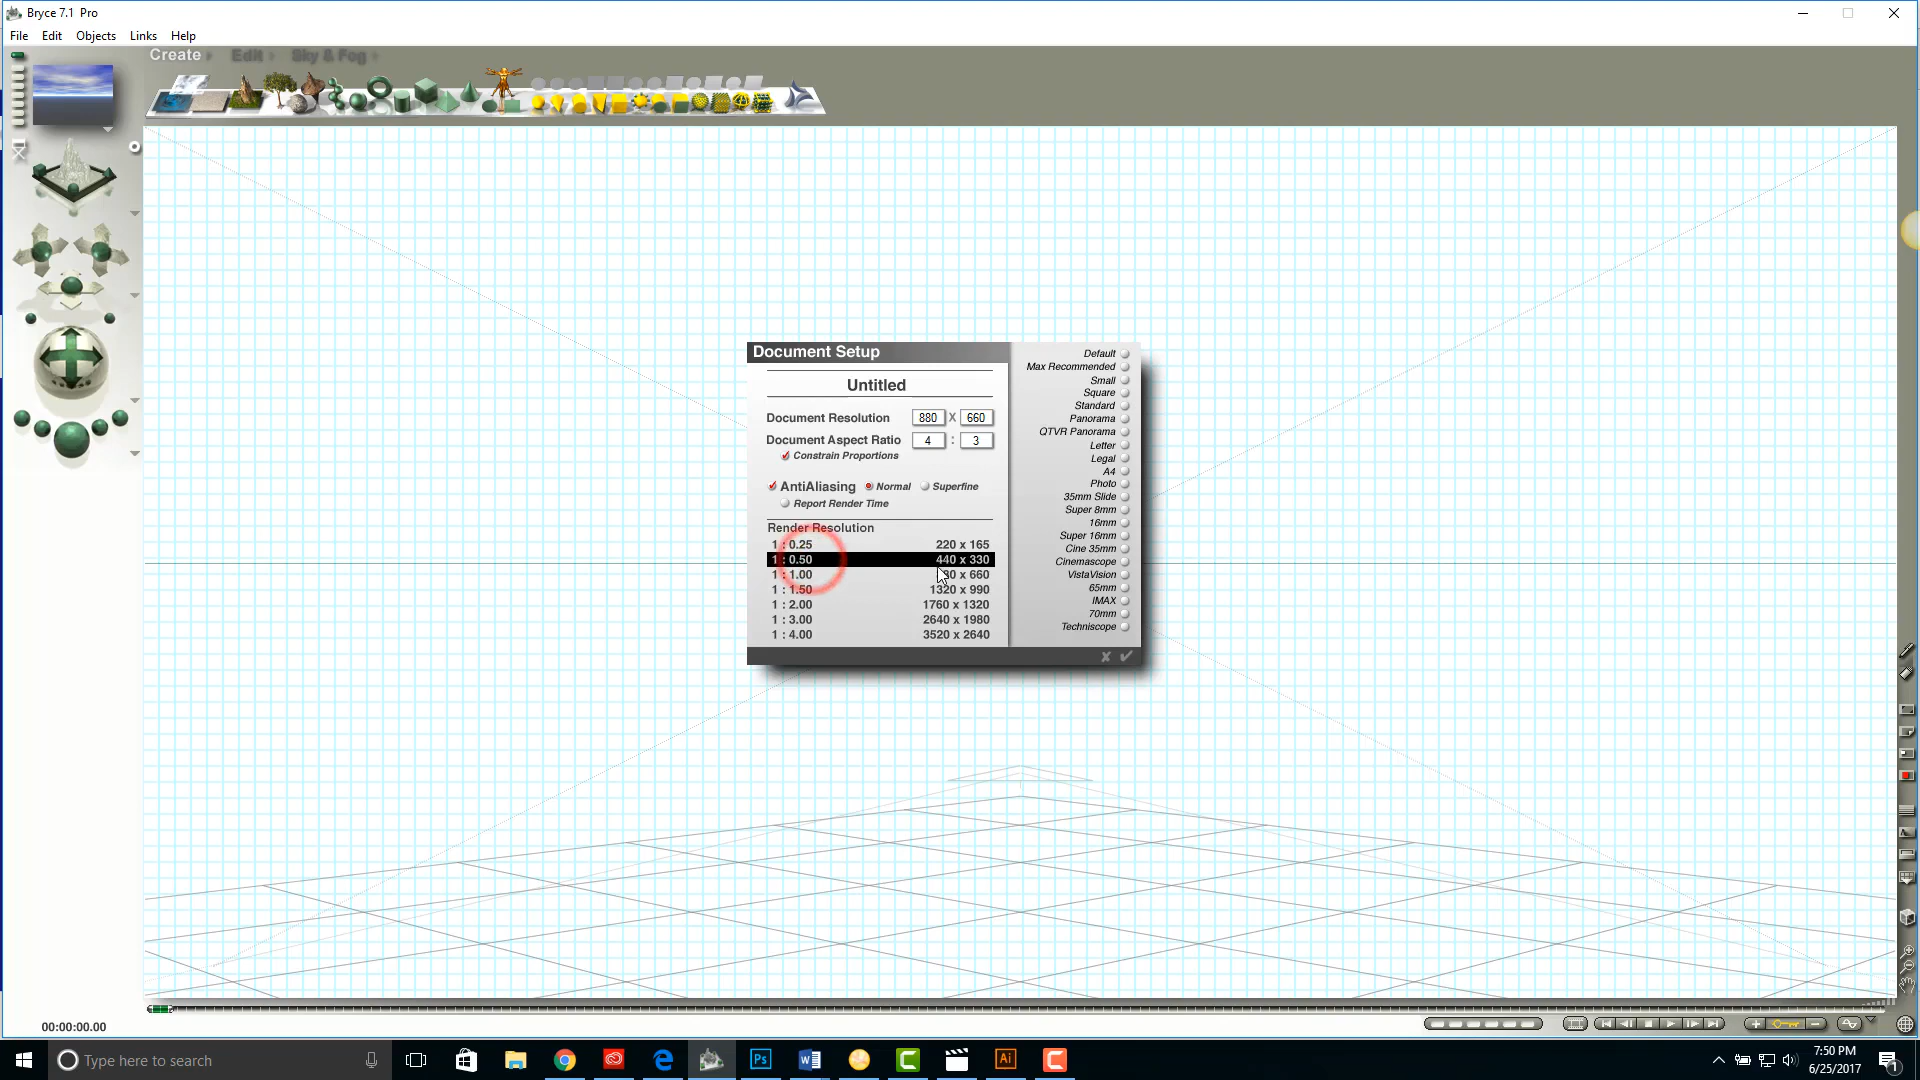 Bryce 7.1 Pro
File Edit Objects Links Help
Create Edit Sky & Fog
Document Setup
Untitled
Document Resolution 880 X 660
Document Aspect Ratio 4 : 3
Constrain Proportions
AntiAliasing Normal Superfine
Report Render Time
Render Resolution
1 : 0.25 220 x 165
1 : 0.50 440 x 330
1 : 1.00 x 660
1 : 1.50 1320 x 990
1 : 2.00 1760 x 1320
1 : 3.00 2640 x 1980
1 : 4.00 3520 x 2640
Default
Max Recommended
Small
Square
Standard
Panorama
QTVR Panorama
Letter
Legal
A4
Photo
35mm Slide
Super 8mm
16mm
Super 16mm
Cine 35mm
Cinemascope
VistaVision
65mm
IMAX
70mm
Techniscope
00:00:00.00
Type here to search
Ps
Ai
7:50 PM
6/25/2017
1